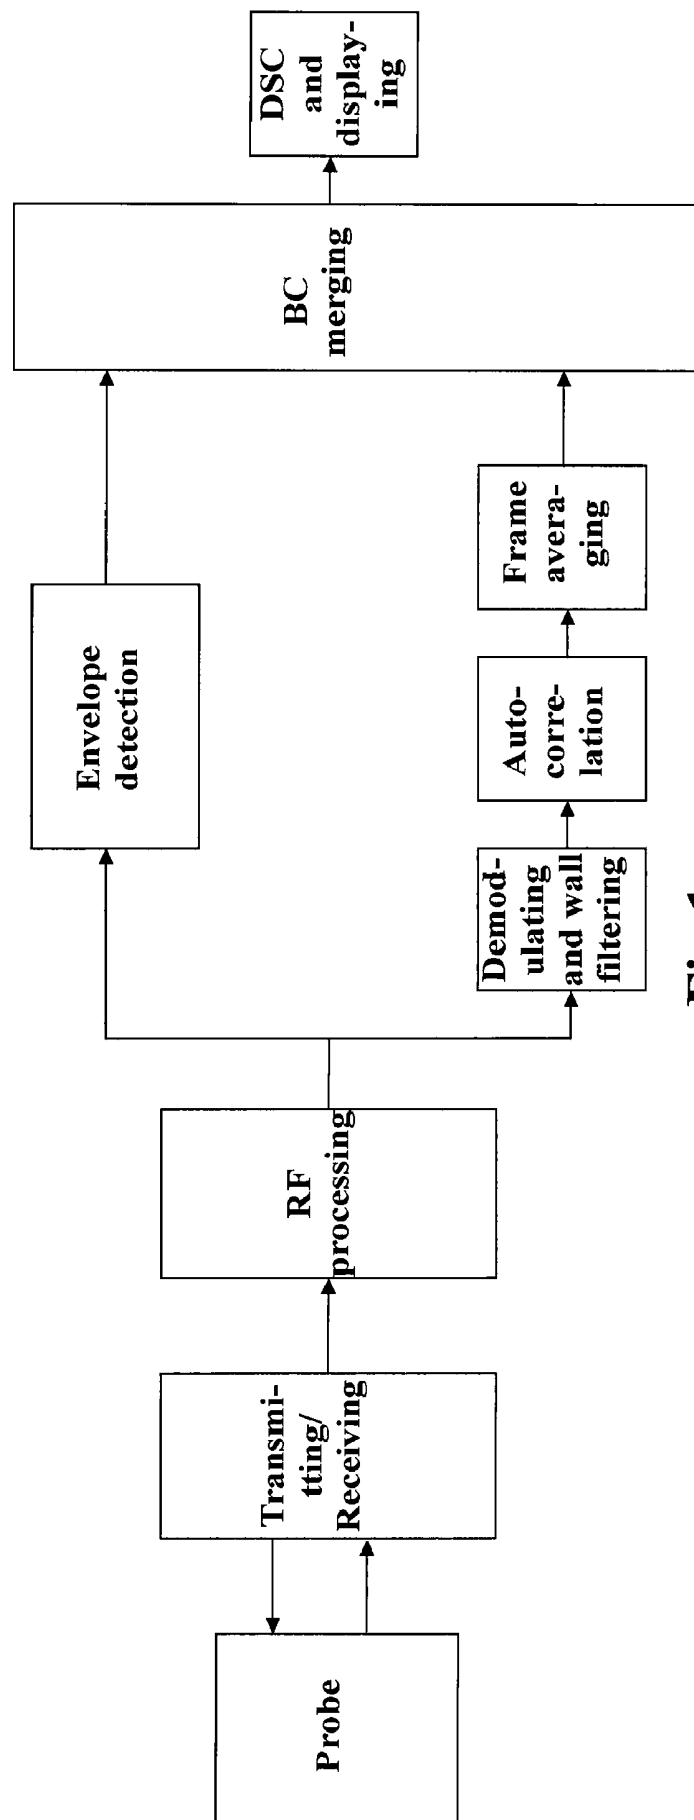 Probe
Transmi-
tting/
Receiving
RF
processing
Envelope
detection
Demod-
ulating
and wall
filtering
Auto-
corre-
lation
Frame
avera-
ging
BC
merging
DSC
and
display-
ing